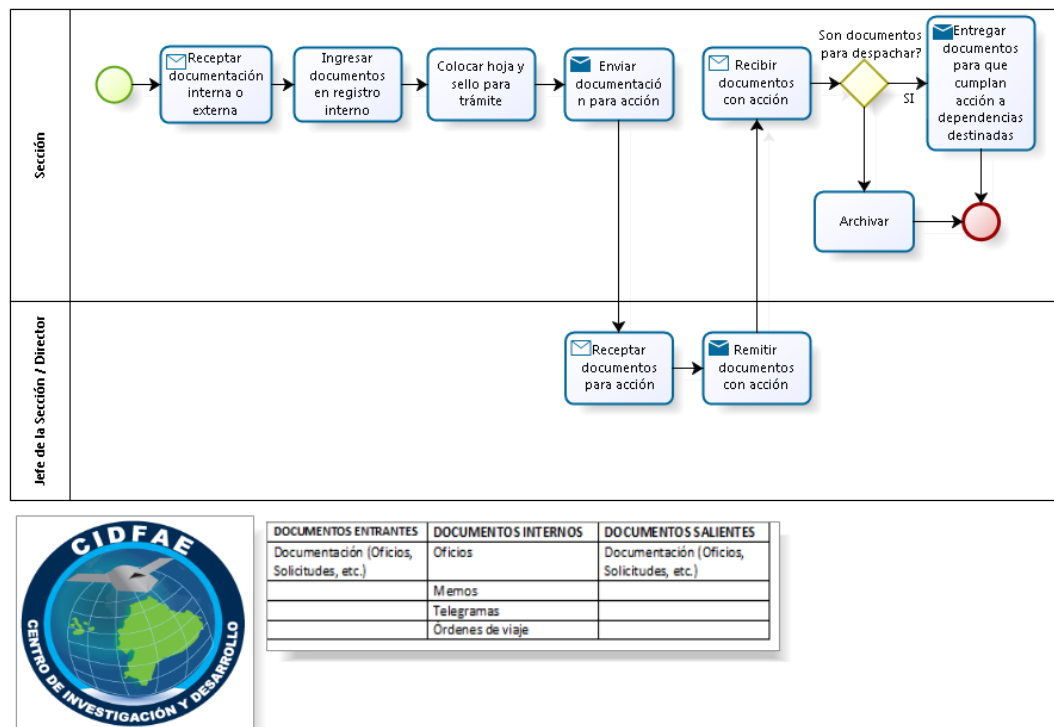 Sección
Receptar
documentación
interna o
externa
Ingresar
documentos
en registro
interno
Colocar hoja y
sello para
trámite
Enviar
documentació
n para acción
Recibir
documentos
con acción
Son documentos
para despachar?
SI
Entregar
documentos
para que
cumplan
acción a
dependencias
destinadas
Archivar
Jefe de la Sección / Director
Receptar
documentos
para acción
Remitir
documentos
con acción
CIDFAE
CENTRO DE INVESTIGACIÓN Y DESARROLLO
DOCUMENTOS ENTRANTES DOCUMENTOS INTERNOS DOCUMENTOS SALIENTES
Documentación (Oficios, Oficios Documentación (Oficios,
Solicitudes, etc.) Solicitudes, etc.)
Memos
Telegramas
Órdenes de viaje